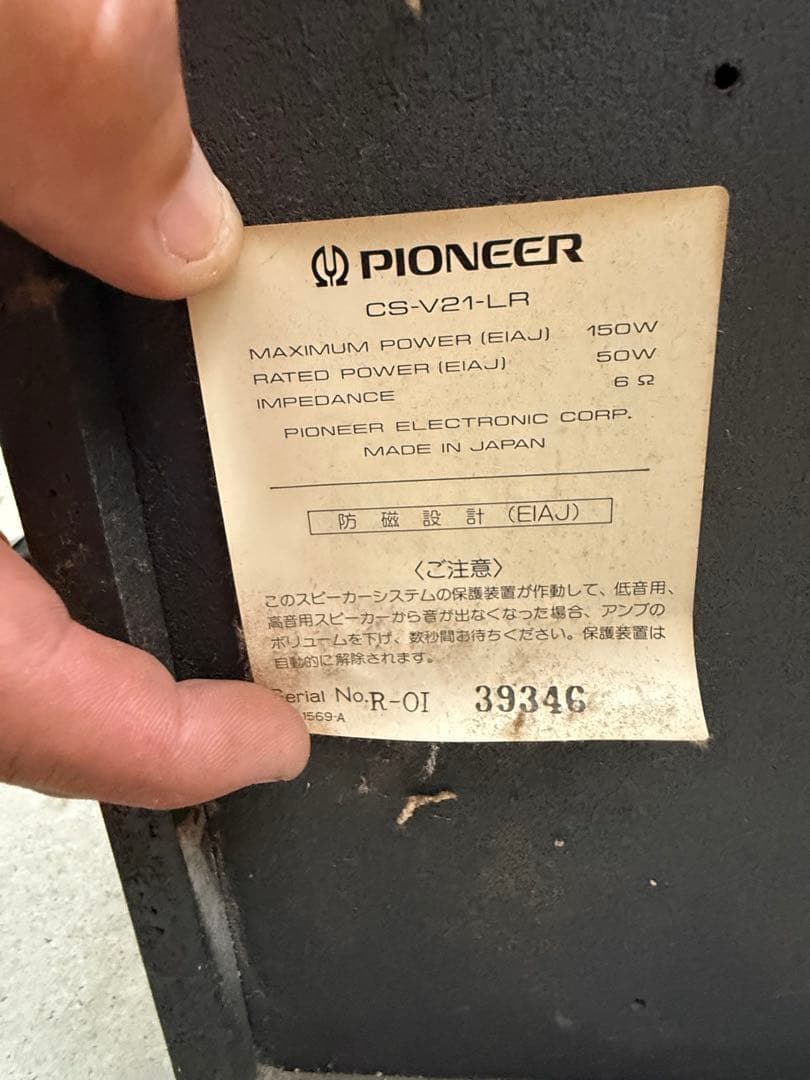 PIONEER
CS-V21-LR
MAXIMUM POWER (EIAJ) 150W
RATED POWER (EIAJ) 50W
IMPEDANCE 6 Ω
PIONEER ELECTRONIC CORP.
MADE IN JAPAN
防磁設計 (EIAJ)
〈ご注意〉
このスピーカーシステムの保護装置が作動して、低音用、
高音用スピーカーから音が出なくなった場合、アンプの
ボリュームを下げ、数秒間お待ちください。保護装置は
自動的に解除されます。
Serial No. R-OI 39346
1569-A